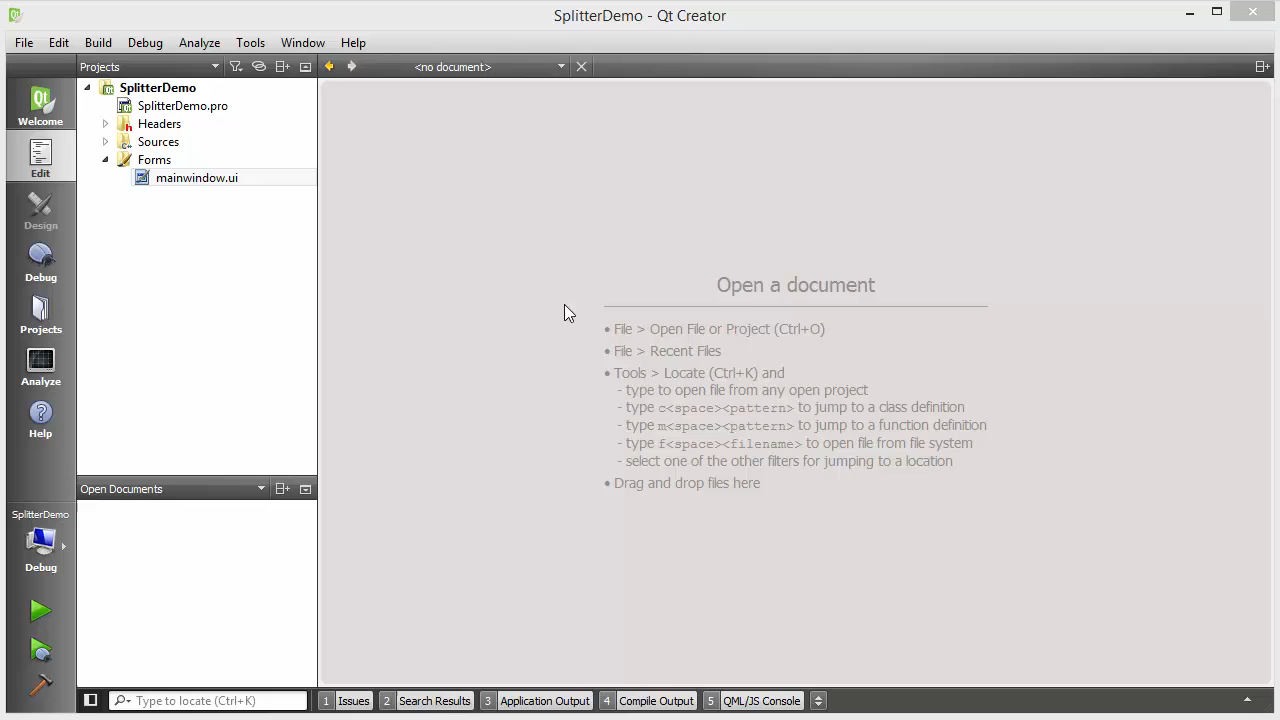 SplitterDemo - Qt Creator
File Edit Build Debug Analyze Tools Window Help
Projects
<no document>
Welcome
Edit
Design
Debug
Projects
Analyze
Help
SplitterDemo
SplitterDemo.pro
Headers
Sources
Forms
mainwindow.ui
Open a document
• File > Open File or Project (Ctrl+O)
• File > Recent Files
• Tools > Locate (Ctrl+K) and
- type to open file from any open project
- type c<space><pattern> to jump to a class definition
- type m<space><pattern> to jump to a function definition
- type f<space><filename> to open file from file system
- select one of the other filters for jumping to a location
• Drag and drop files here
Open Documents
SplitterDemo
Debug
Type to locate (Ctrl+K)
1 Issues 2 Search Results 3 Application Output 4 Compile Output 5 QML/JS Console